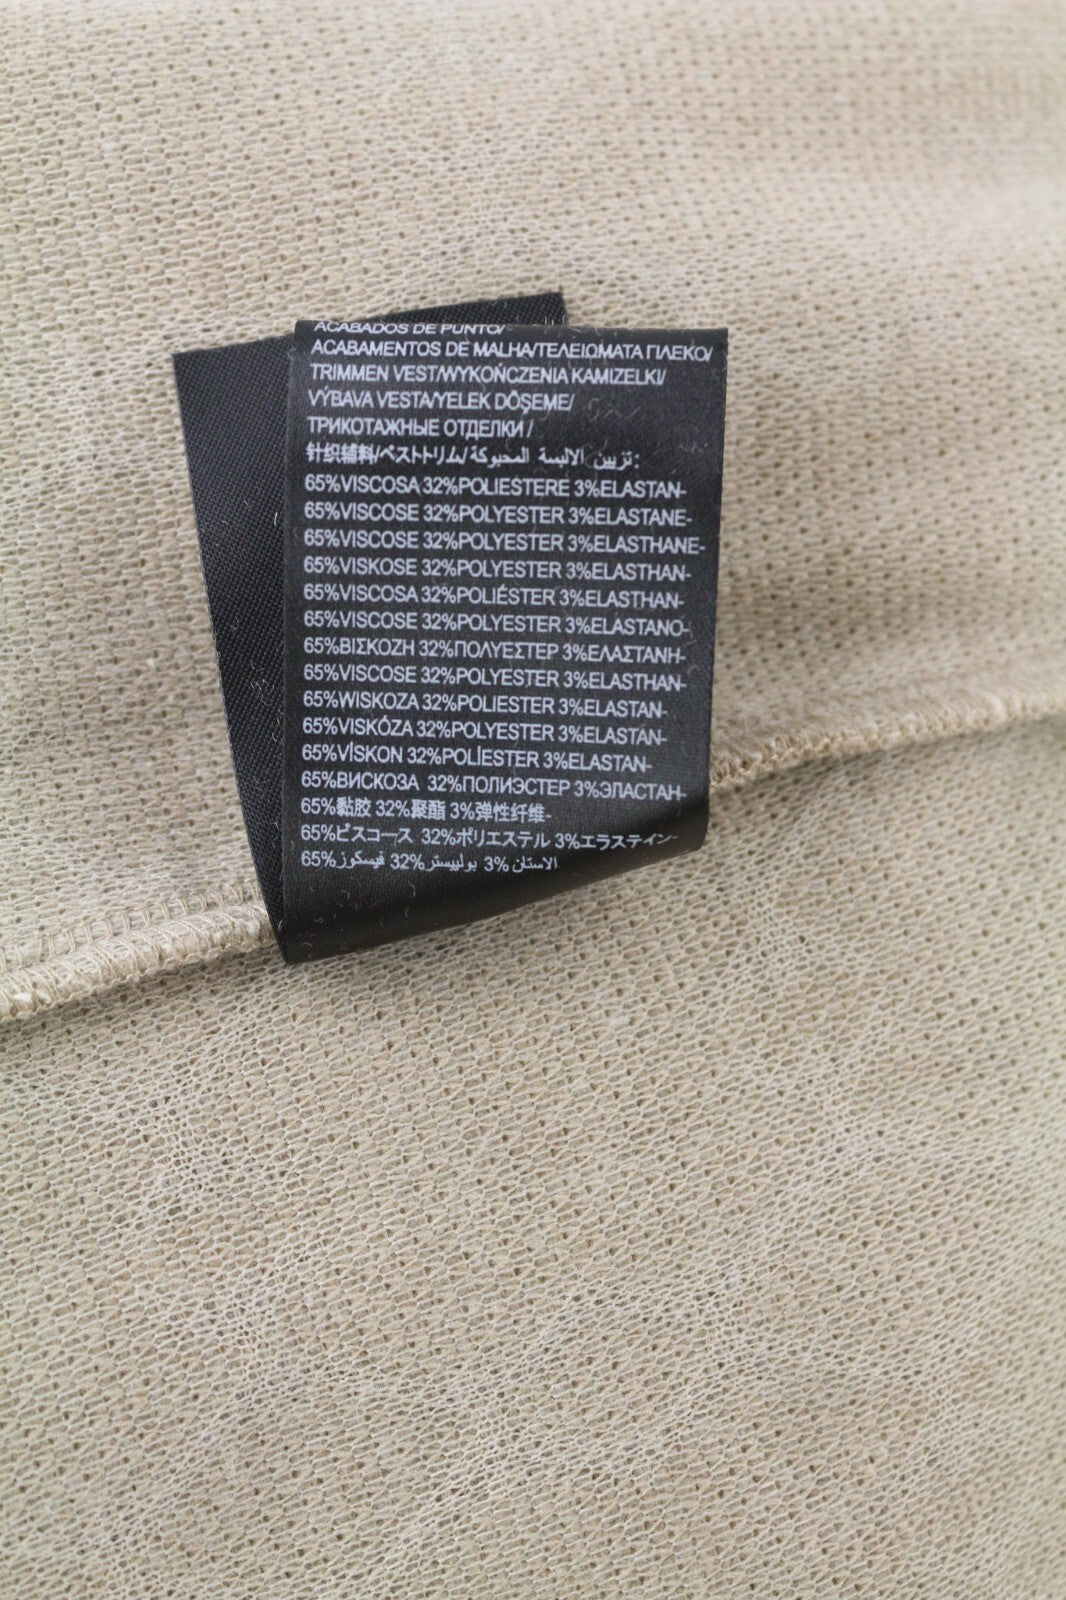 ACABADOS DE PUNTO/
ACABAMENTOS DE MALHA/ΤΕΛΕΙΩΜΑΤΑ ΠΛΕΚΟ/
TRIMMEN VEST/WYKOŃCZENIA KAMIZELKI/
VÝBAVA VESTA/YELEK DÖŞEME/
ТРИКОТАЖНЫЕ ОТДЕЛКИ /
针织辅料/ベストトリム/تزيين الالبسة المحبوكة:
65%VISCOSA 32%POLIESTERE 3%ELASTAN-
65%VISCOSE 32%POLYESTER 3%ELASTANE-
65%VISCOSE 32%POLYESTER 3%ELASTHANE-
65%VISKOSE 32%POLYESTER 3%ELASTHAN-
65%VISCOSA 32%POLIÉSTER 3%ELASTHAN-
65%VISCOSE 32%POLYESTER 3%ELASTANO-
65%ΒΙΣΚΟΖΗ 32%ΠΟΛΥΕΣΤΕΡ 3%ΕΛΑΣΤΑΝΗ-
65%VISCOSE 32%POLYESTER 3%ELASTHAN-
65%WISKOZA 32%POLIESTER 3%ELASTAN-
65%VISKÓZA 32%POLYESTER 3%ELASTAN-
65%VİSKON 32%POLİESTER 3%ELASTAN-
65%ВИСКОЗА 32%ПОЛИЭСТЕР 3%ЭЛАСТАН-
65%黏胶 32%聚酯 3%弹性纤维-
65%ビスコース 32%ポリエステル 3%エラステイン-
65%فيسكوز 32%بولييستر 3% الاستان